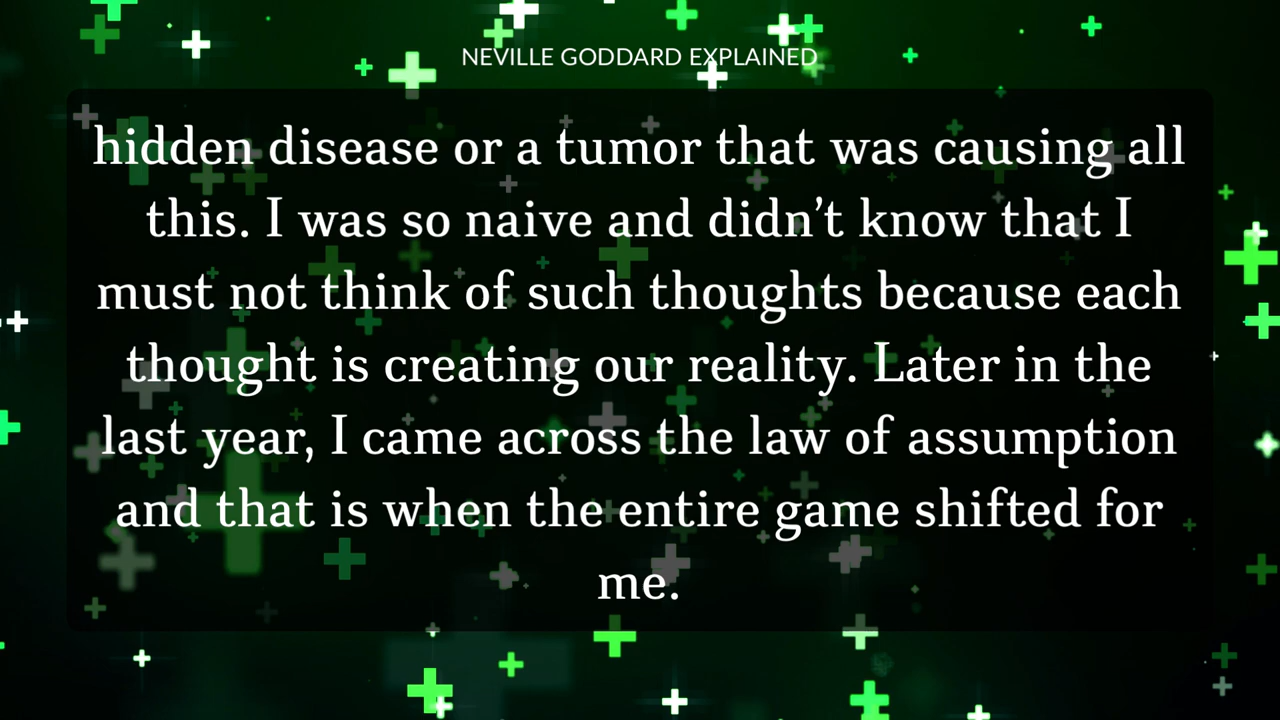 NEVILLE GODDARD EXPLAINED
hidden disease or a tumor that was causing all
this. I was so naive and didn’t know that I
must not think of such thoughts because each
thought is creating our reality. Later in the
last year, I came across the law of assumption
and that is when the entire game shifted for
me.